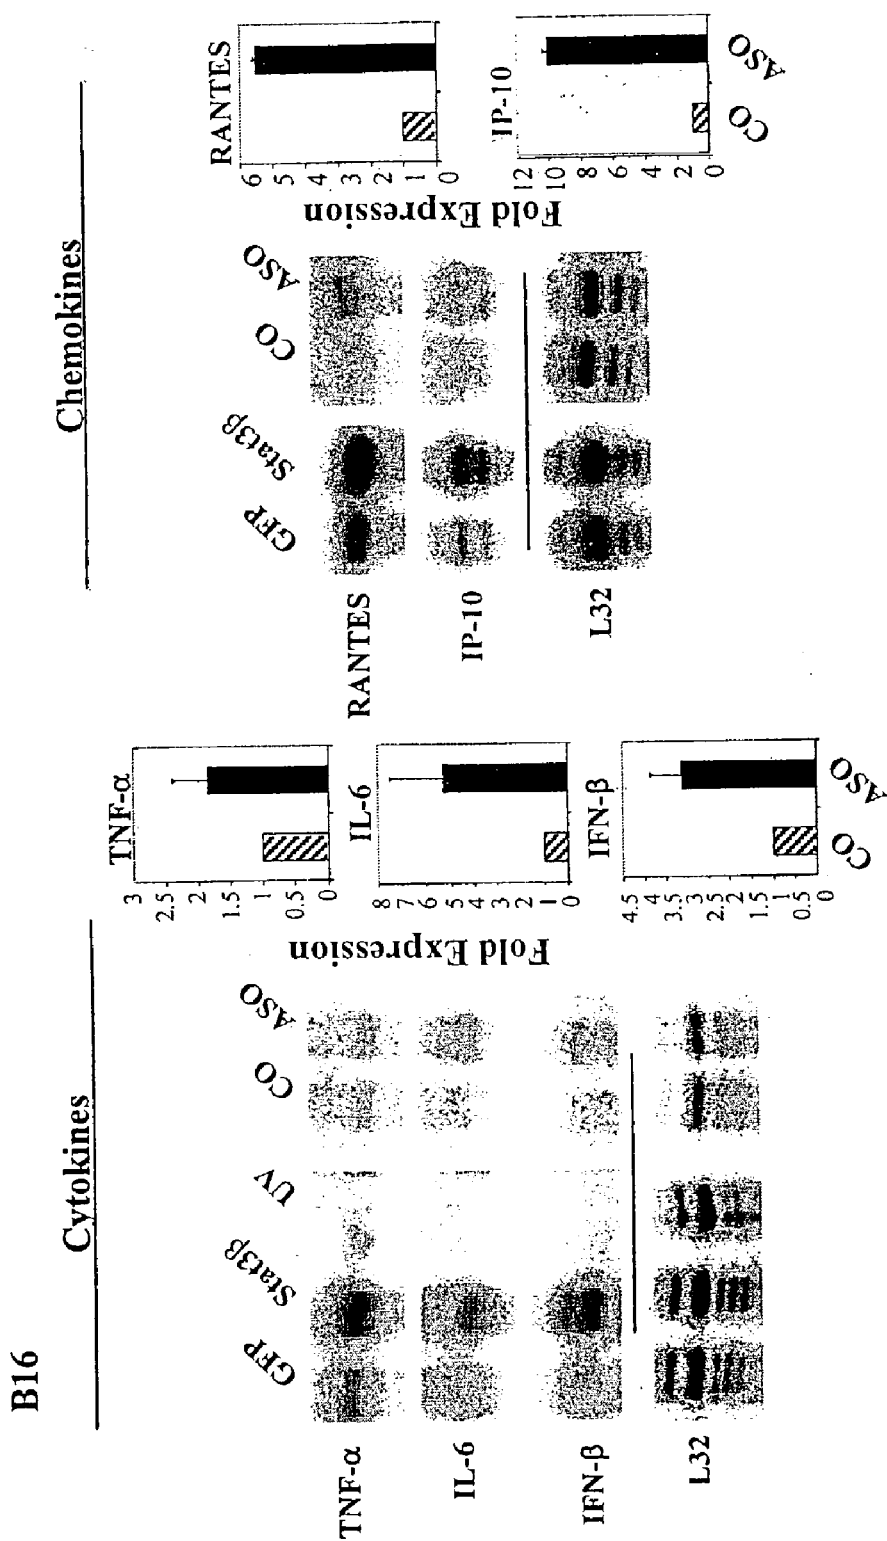 B16
Cytokines
GFP Stat3β UV CO ASO
TNF-α
IL-6
IFN-β
L32
Fold Expression
TNF-α
3
2.5
2
1.5
1
0.5
0
IL-6
8
7
6
5
4
3
2
1
0
IFN-β
4.5
4
3.5
3
2.5
2
1.5
1
0.5
0
CO ASO
Chemokines
GFP Stat3β CO ASO
RANTES
IP-10
L32
Fold Expression
RANTES
6
5
4
3
2
1
0
IP-10
12
10
8
6
4
2
0
CO ASO